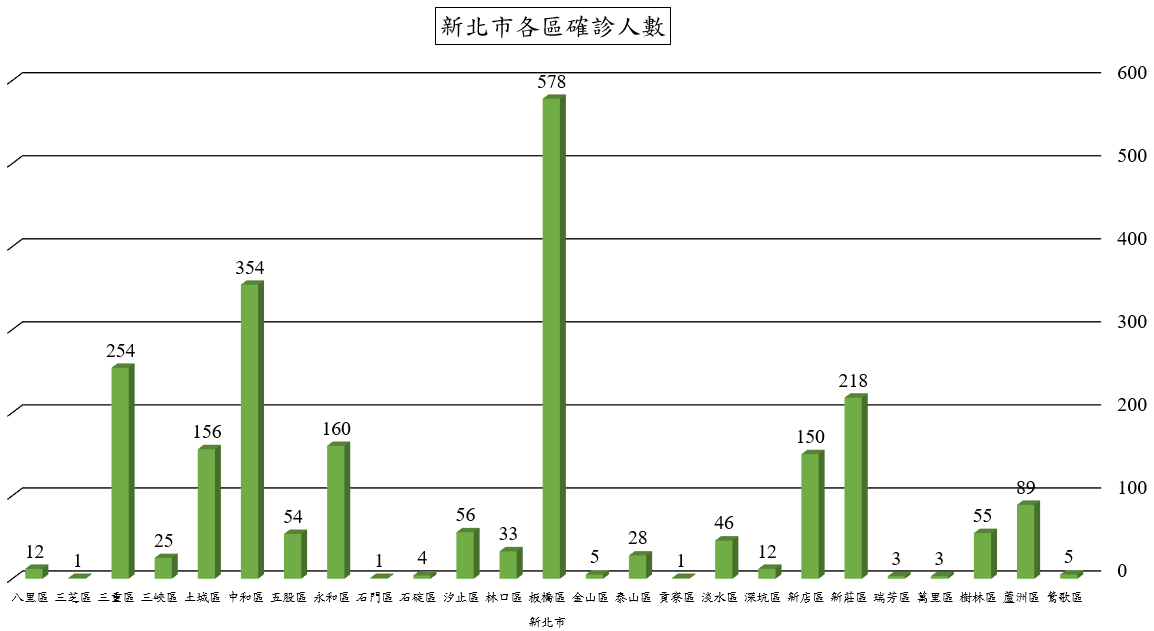 新北市各區確診人數
600
500
400
300
200
100
0
12 1 254 25 156 354 54 160 1 4 56 33 578 5 28 1 46 12 150 218 3 3 55 89 5
八里區 三芝區 三重區 三峽區 土城區 中和區 五股區 永和區 石門區 石碇區 汐止區 林口區 板橋區 金山區 泰山區 貢寮區 淡水區 深坑區 新店區 新莊區 瑞芳區 萬里區 樹林區 蘆洲區 鶯歌區
新北市